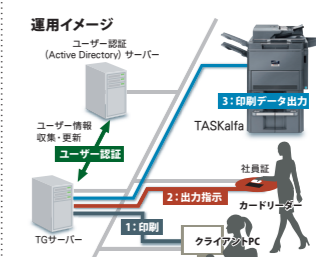 運用イメージ
ユーザー認証
(Active Directory) サーバー
3：印刷データ出力
TASKalfa
ユーザー情報
収集・更新
ユーザー認証
社員証
2：出力指示
カードリーダー
1：印刷
TGサーバー
クライアントPC